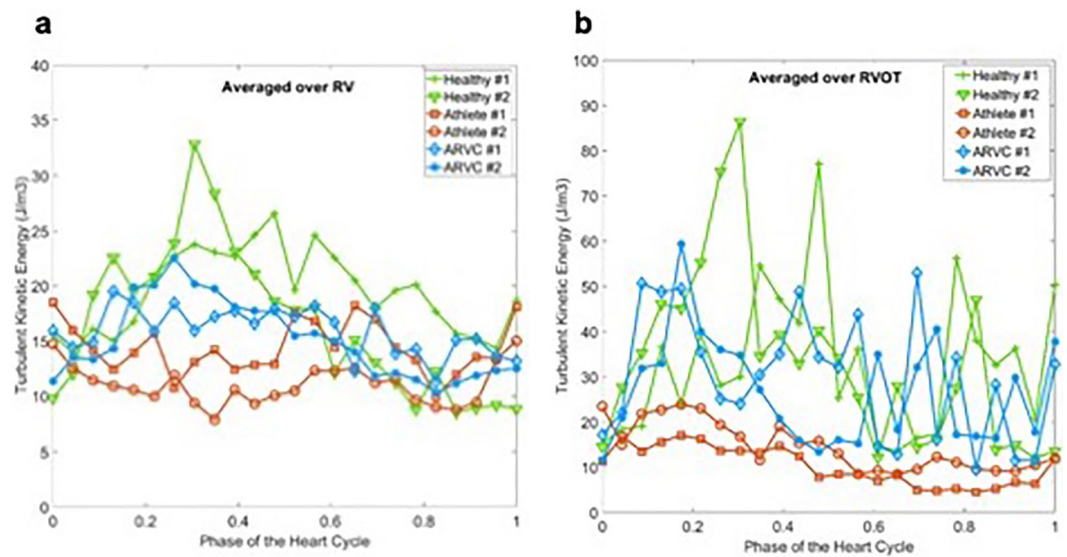 a
40
35
30
25
20
15
10
5
0
Turbulent Kinetic Energy (J/m3)
Averaged over RV
Healthy #1
Healthy #2
Athlete #1
Athlete #2
ARVC #1
ARVC #2
0 0.2 0.4 0.6 0.8 1
Phase of the Heart Cycle
b
100
90
80
70
60
50
40
30
20
10
0
Turbulent Kinetic Energy (J/m3)
Averaged over RVOT
Healthy #1
Healthy #2
Athlete #1
Athlete #2
ARVC #1
ARVC #2
0 0.2 0.4 0.6 0.8 1
Phase of the Heart Cycle